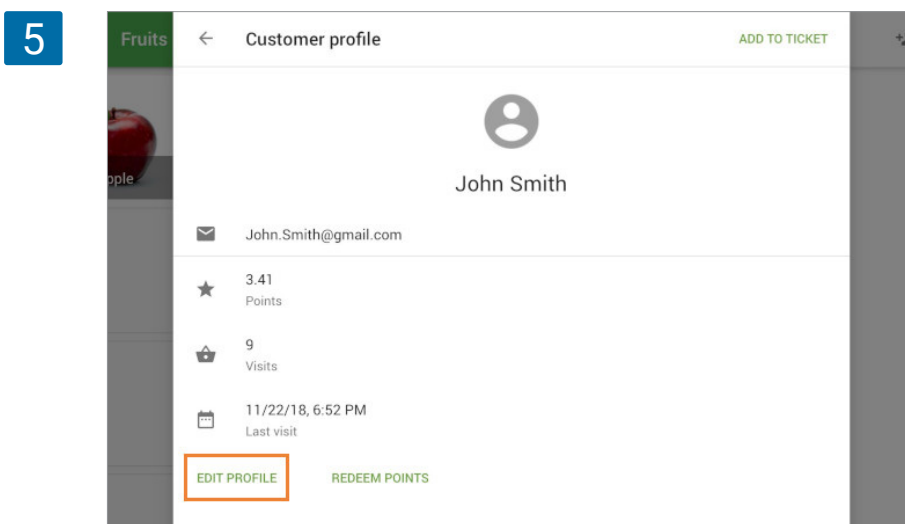 5
Fruits
Customer profile
ADD TO TICKET
pple
John Smith
John.Smith@gmail.com
3.41
Points
9
Visits
11/22/18, 6:52 PM
Last visit
EDIT PROFILE
REDEEM POINTS